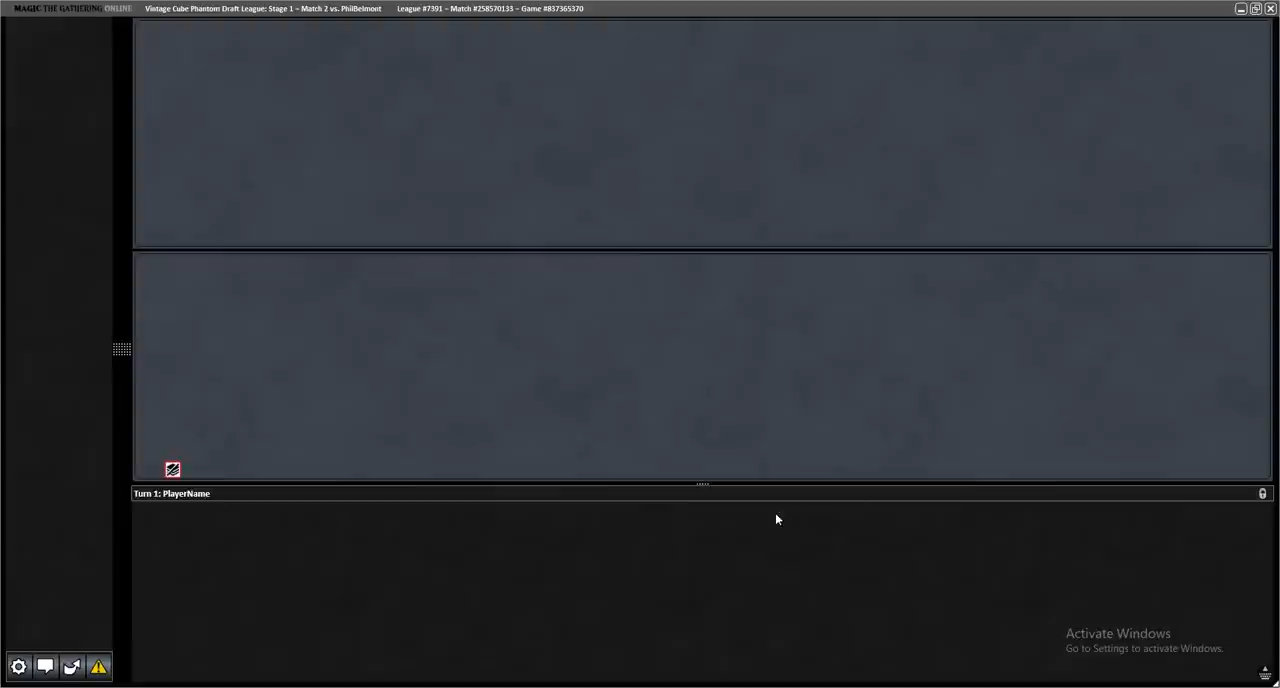 MAGIC THE GATHERING ONLINE
Vintage Cube Phantom Draft League: Stage 1 – Match 2 vs. PhilBelmont
League #7391 – Match #258570133 – Game #837365370
Turn 1: PlayerName
Activate Windows
Go to Settings to activate Windows.